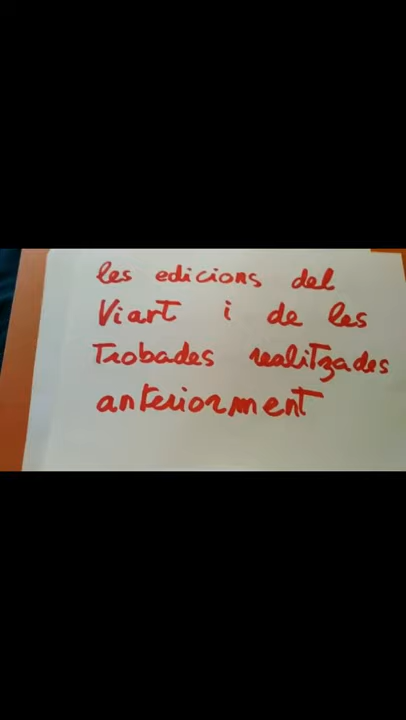 les edicions del
Viart i de les
Trobades realitzades
anteriorment